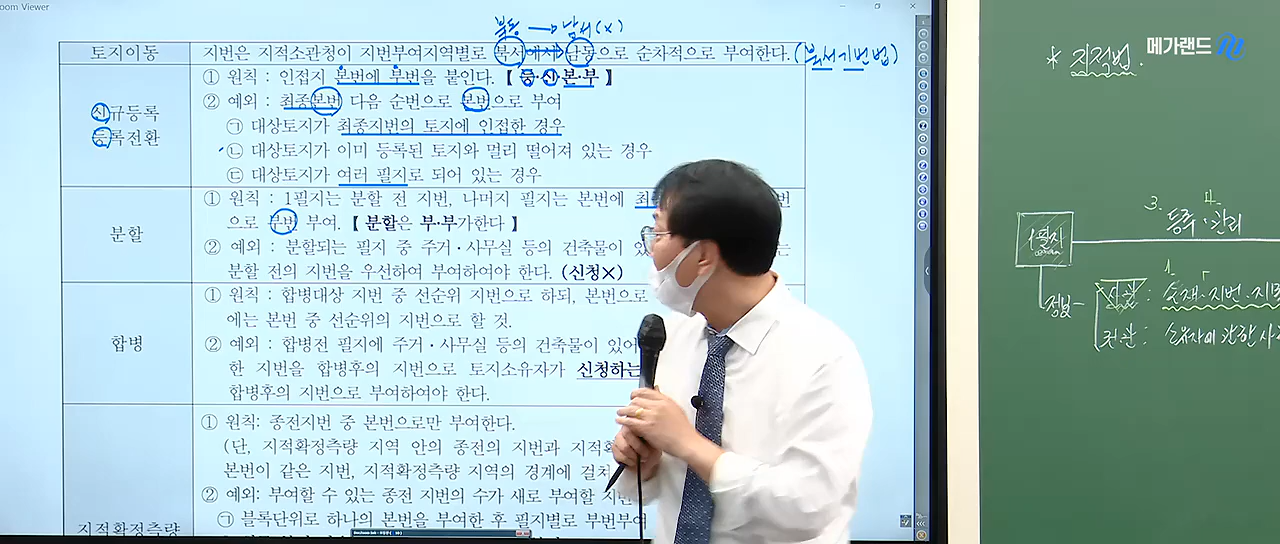 oom Viewer
북동 → 남서(X)
토지이동
지번은 지적소관청이 지번부여지역별로 북서에서 남동으로 순차적으로 부여한다. (북서기번법)
신규등록
등록전환
① 원칙 : 인접지 본번에 부번을 붙인다. 【 등·신·본·부 】
② 예외 : 최종본번 다음 순번으로 본번으로 부여
㉠ 대상토지가 최종지번의 토지에 인접한 경우
㉡ 대상토지가 이미 등록된 토지와 멀리 떨어져 있는 경우
㉢ 대상토지가 여러 필지로 되어 있는 경우
분할
① 원칙 : 1필지는 분할 전 지번, 나머지 필지는 본번에 최
으로 부번 부여. 【 분할은 부·부가한다 】
② 예외 : 분할되는 필지 중 주거·사무실 등의 건축물이 있
분할 전의 지번을 우선하여 부여하여야 한다. (신청X)
합병
① 원칙 : 합병대상 지번 중 선순위 지번으로 하되, 본번으로
에는 본번 중 선순위의 지번으로 할 것.
② 예외 : 합병전 필지에 주거·사무실 등의 건축물이 있어
한 지번을 합병후의 지번으로 토지소유자가 신청하는
합병후의 지번으로 부여하여야 한다.
지적확정측량
① 원칙: 종전지번 중 본번으로만 부여한다.
(단, 지적확정측량 지역 안의 종전의 지번과 지적확
본번이 같은 지번, 지적확정측량 지역의 경계에 걸쳐
② 예외: 부여할 수 있는 종전 지번의 수가 새로 부여할 지번
㉠ 블록단위로 하나의 본번을 부여한 후 필지별로 부번부여
* 지적법.
메가랜드
3. 4.
1필지
등록·관리
정보
사권 : 소재·지번·지목
권관 : 소유자에 관한 사